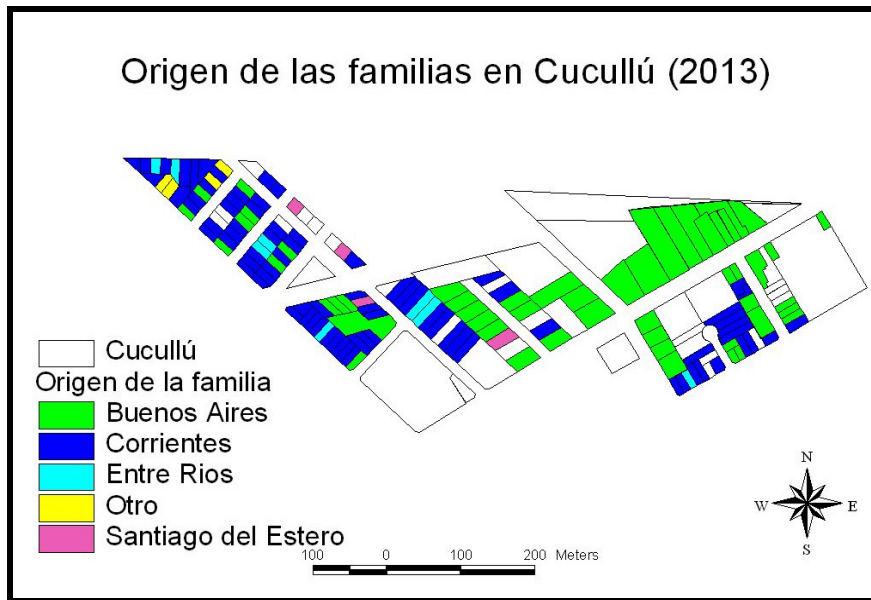 Origen de las familias en Cucullú (2013)
Cucullú
Origen de la familia
Buenos Aires
Corrientes
Entre Rios
Otro
Santiago del Estero
N
W E
S
100 0 100 200 Meters